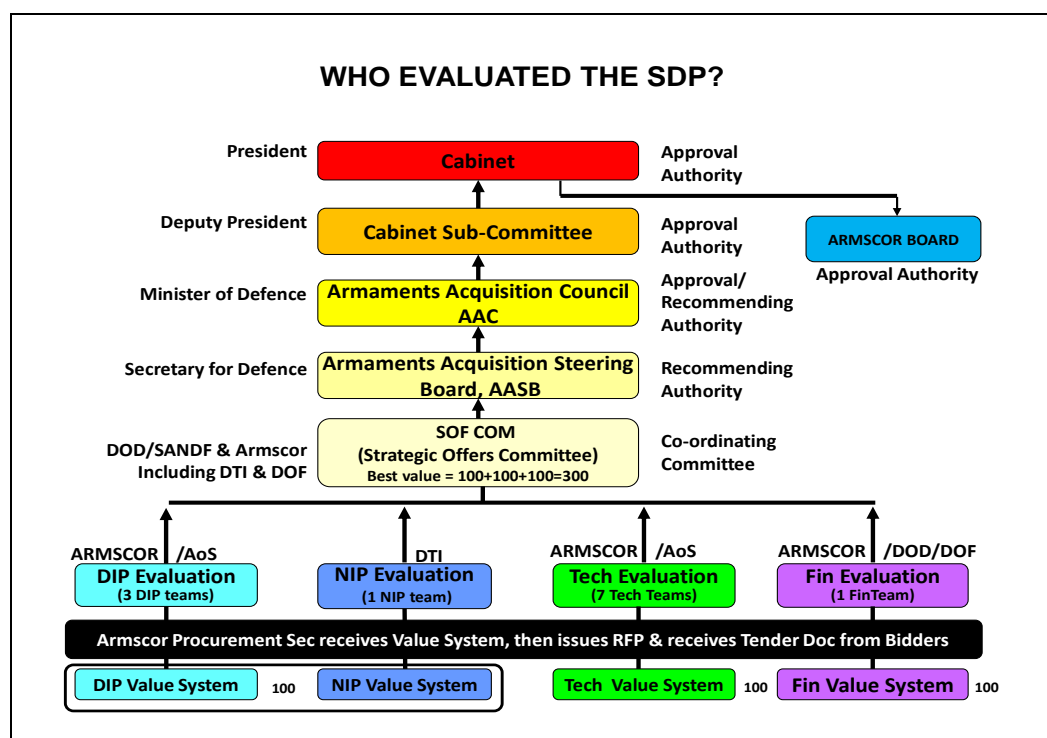 WHO EVALUATED THE SDP?
President
Cabinet
Approval
Authority
Deputy President
Cabinet Sub-Committee
Approval
Authority
ARMSCOR BOARD
Approval Authority
Minister of Defence
Armaments Acquisition Council
AAC
Approval/
Recommending
Authority
Secretary for Defence
Armaments Acquisition Steering
Board, AASB
Recommending
Authority
DOD/SANDF & Armscor
Including DTI & DOF
SOF COM
(Strategic Offers Committee)
Best value = 100+100+100=300
Co-ordinating
Committee
ARMSCOR /AoS
DIP Evaluation
(3 DIP teams)
DTI
NIP Evaluation
(1 NIP team)
ARMSCOR /AoS
Tech Evaluation
(7 Tech Teams)
ARMSCOR /DOD/DOF
Fin Evaluation
(1 FinTeam)
Armscor Procurement Sec receives Value System, then issues RFP & receives Tender Doc from Bidders
DIP Value System 100
NIP Value System
Tech Value System 100
Fin Value System 100